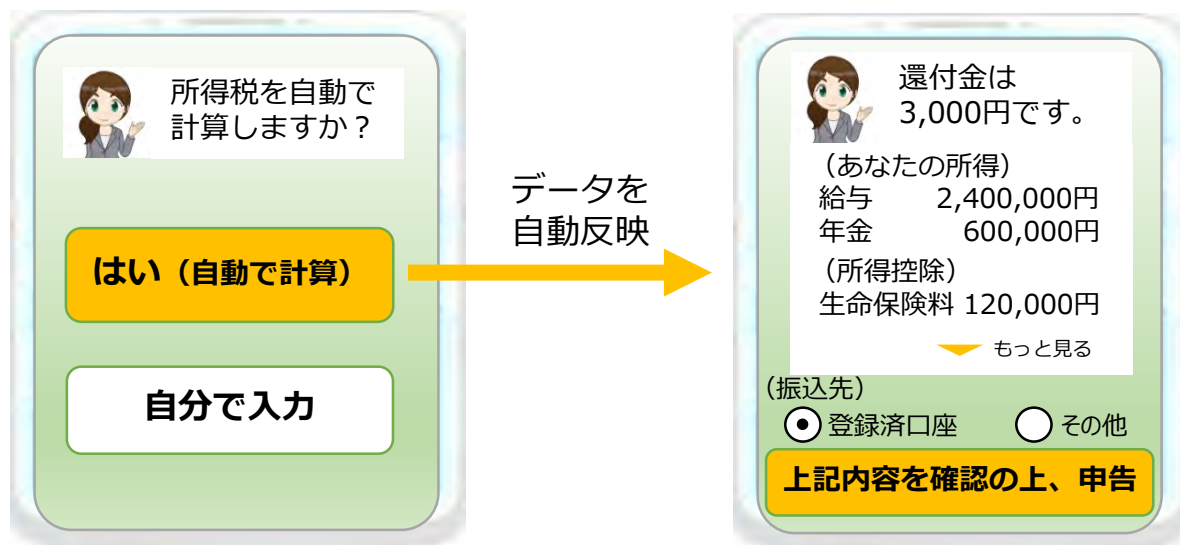 所得税を自動で
計算しますか？
はい（自動で計算）
自分で入力
データを
自動反映
還付金は
3,000円です。
（あなたの所得）
給与 2,400,000円
年金 600,000円
（所得控除）
生命保険料 120,000円
もっと見る
（振込先）
登録済口座 その他
上記内容を確認の上、申告